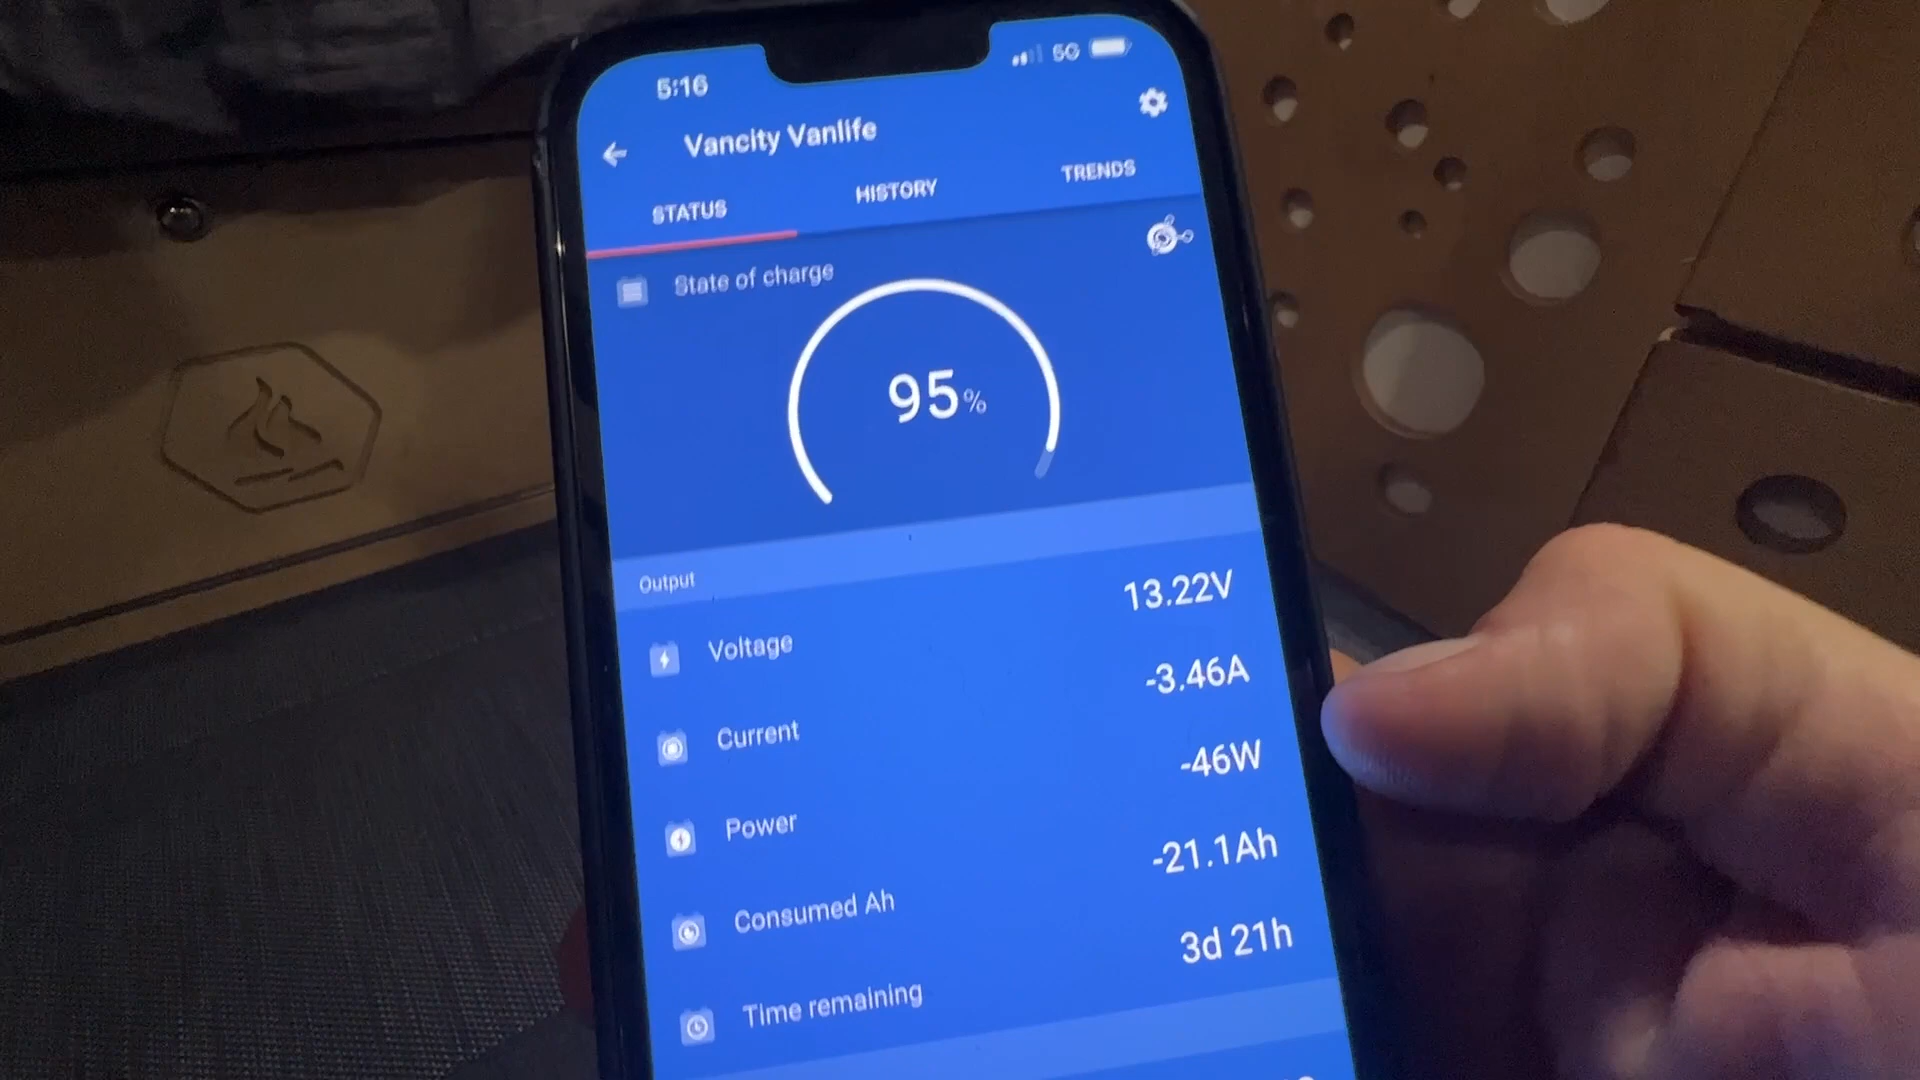 5:16
5G
Vancity Vanlife
STATUS
HISTORY
TRENDS
State of charge
95%
Output
Voltage
13.22V
Current
-3.46A
Power
-46W
Consumed Ah
-21.1Ah
Time remaining
3d 21h